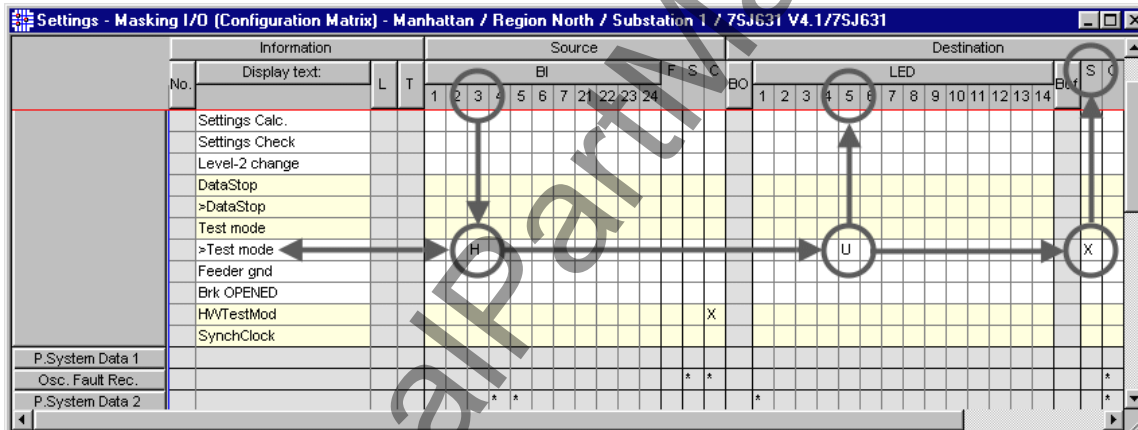 Settings - Masking I/O (Configuration Matrix) - Manhattan / Region North / Substation 1 / 7SJ631 V4.1/7SJ631
Information Source Destination
No. Display text: L T BI F S C BO LED Buf S C
1 2 3 4 5 6 7 21 22 23 24 1 2 3 4 5 6 7 8 9 10 11 12 13 14
Settings Calc.
Settings Check
Level-2 change
DataStop
>DataStop
Test mode
>Test mode H U X
Feeder gnd
Brk OPENED
HWTestMod X
SynchClock
P.System Data 1
Osc. Fault Rec. * * *
P.System Data 2 * * * *